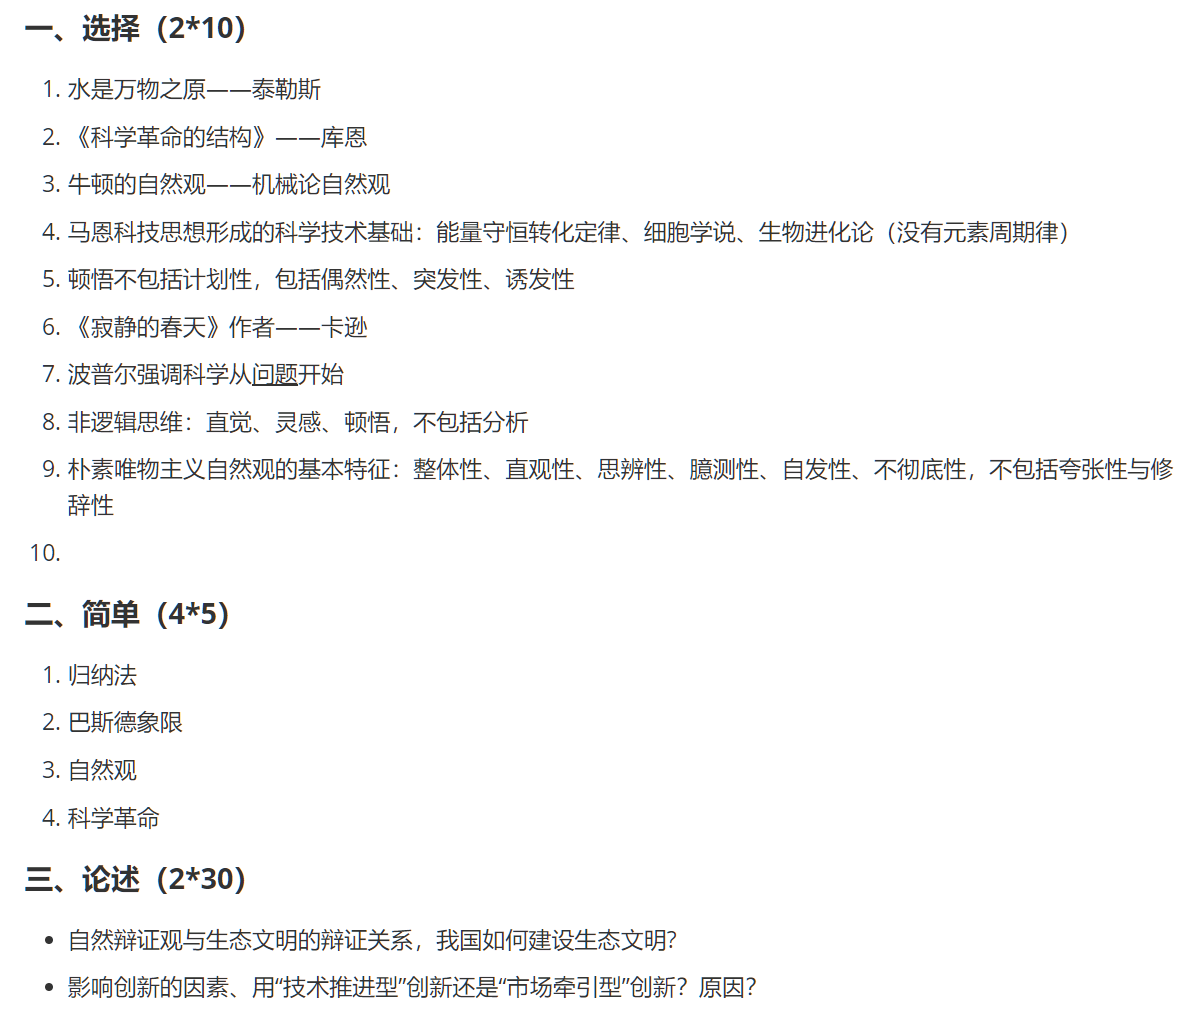 一、选择（2*10）
1. 水是万物之原——泰勒斯
2. 《科学革命的结构》——库恩
3. 牛顿的自然观——机械论自然观
4. 马恩科技思想形成的科学技术基础：能量守恒转化定律、细胞学说、生物进化论（没有元素周期律）
5. 顿悟不包括计划性，包括偶然性、突发性、诱发性
6. 《寂静的春天》作者——卡逊
7. 波普尔强调科学从问题开始
8. 非逻辑思维：直觉、灵感、顿悟，不包括分析
9. 朴素唯物主义自然观的基本特征：整体性、直观性、思辨性、臆测性、自发性、不彻底性，不包括夸张性与修
辞性
10.
二、简单（4*5）
1. 归纳法
2. 巴斯德象限
3. 自然观
4. 科学革命
三、论述（2*30）
• 自然辩证观与生态文明的辩证关系，我国如何建设生态文明？
• 影响创新的因素、用“技术推进型”创新还是“市场牵引型”创新？原因？